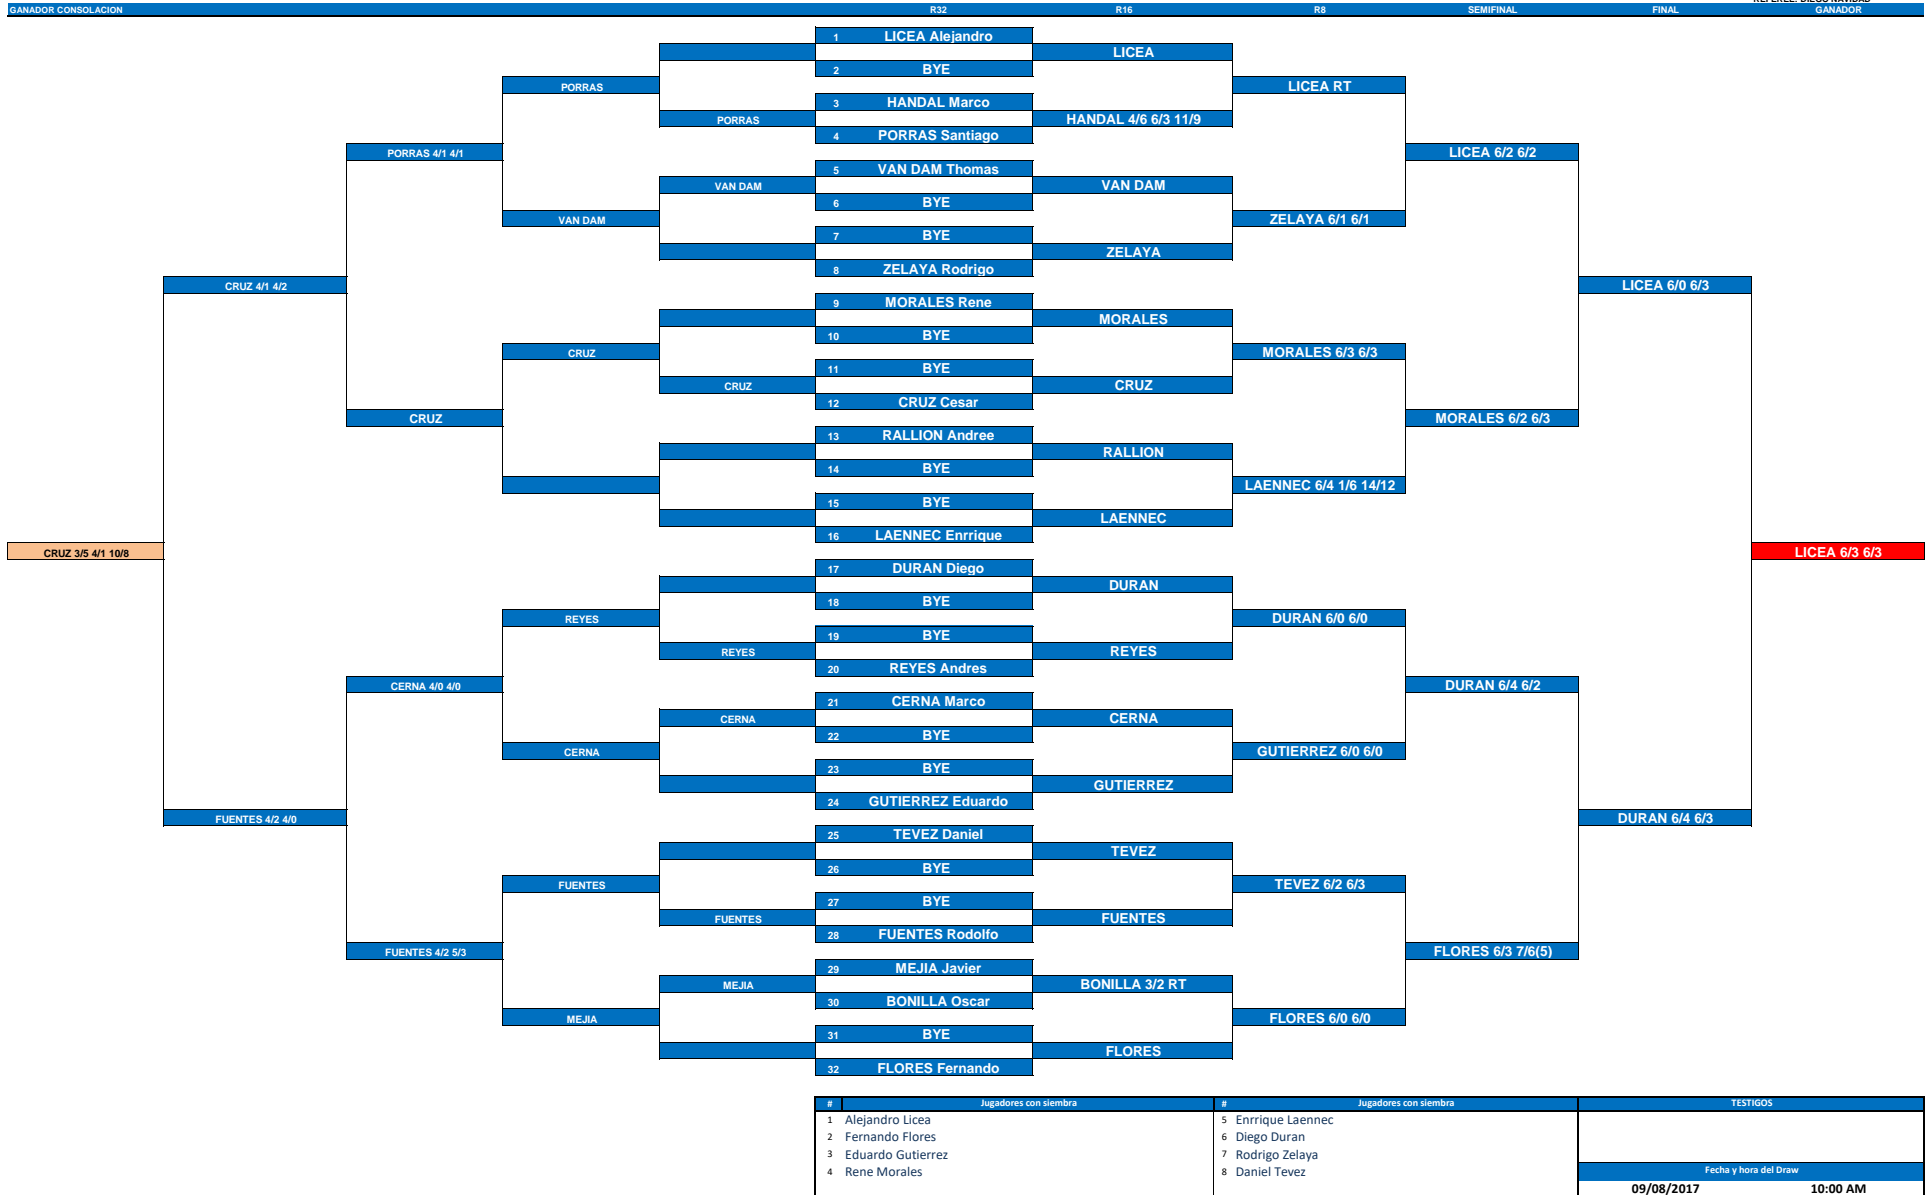 REFEREE: DIEGO NAVIDAD
GANADOR CONSOLACION R32 R16 R8 SEMIFINAL FINAL GANADOR
1 LICEA Alejandro
LICEA
2 BYE
PORRAS LICEA RT
3 HANDAL Marco
PORRAS HANDAL 4/6 6/3 11/9
4 PORRAS Santiago
PORRAS 4/1 4/1 LICEA 6/2 6/2
5 VAN DAM Thomas
VAN DAM VAN DAM
6 BYE
VAN DAM ZELAYA 6/1 6/1
7 BYE
ZELAYA
8 ZELAYA Rodrigo
CRUZ 4/1 4/2 LICEA 6/0 6/3
9 MORALES Rene
MORALES
10 BYE
CRUZ MORALES 6/3 6/3
11 BYE
CRUZ CRUZ
12 CRUZ Cesar
CRUZ MORALES 6/2 6/3
13 RALLION Andree
RALLION
14 BYE
LAENNEC 6/4 1/6 14/12
15 BYE
LAENNEC
16 LAENNEC Enrrique
CRUZ 3/5 4/1 10/8 LICEA 6/3 6/3
17 DURAN Diego
DURAN
18 BYE
REYES DURAN 6/0 6/0
19 BYE
REYES REYES
20 REYES Andres
CERNA 4/0 4/0 DURAN 6/4 6/2
21 CERNA Marco
CERNA CERNA
22 BYE
CERNA GUTIERREZ 6/0 6/0
23 BYE
GUTIERREZ
24 GUTIERREZ Eduardo
FUENTES 4/2 4/0 DURAN 6/4 6/3
25 TEVEZ Daniel
TEVEZ
26 BYE
FUENTES TEVEZ 6/2 6/3
27 BYE
FUENTES FUENTES
28 FUENTES Rodolfo
FUENTES 4/2 5/3 FLORES 6/3 7/6(5)
29 MEJIA Javier
MEJIA BONILLA 3/2 RT
30 BONILLA Oscar
MEJIA FLORES 6/0 6/0
31 BYE
FLORES
32 FLORES Fernando
# Jugadores con siembra # Jugadores con siembra TESTIGOS
1 Alejandro Licea 5 Enrrique Laennec
2 Fernando Flores 6 Diego Duran
3 Eduardo Gutierrez 7 Rodrigo Zelaya
4 Rene Morales 8 Daniel Tevez
Fecha y hora del Draw
09/08/2017 10:00 AM